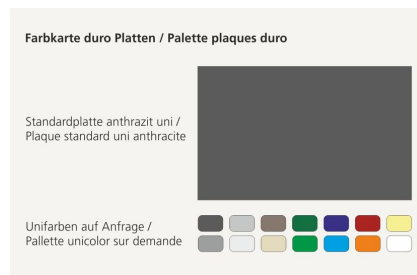 Farbkarte duro Platten / Palette plaques duro
Standardplatte anthrazit uni /
Plaque standard uni anthracite
Unifarben auf Anfrage /
Pallette unicolor sur demande